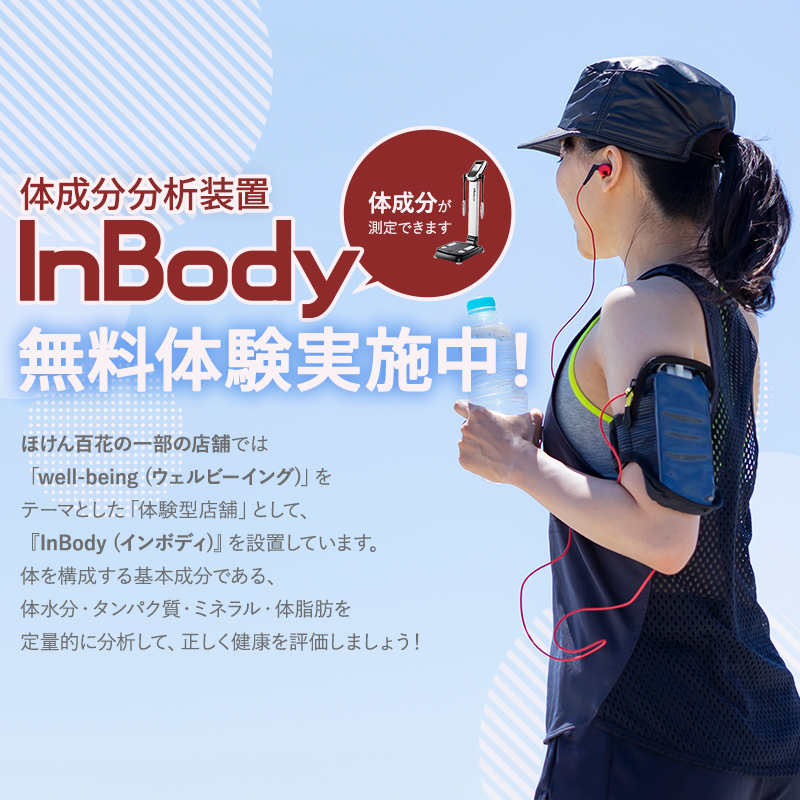 体成分分析装置
InBody
体成分が
測定できます
無料体験実施中！
ほけん百花の一部の店舗では
「well-being（ウェルビーイング）」を
テーマとした「体験型店舗」として、
『InBody（インボディ）』を設置しています。
体を構成する基本成分である、
体水分・タンパク質・ミネラル・体脂肪を
定量的に分析して、正しく健康を評価しましょう！